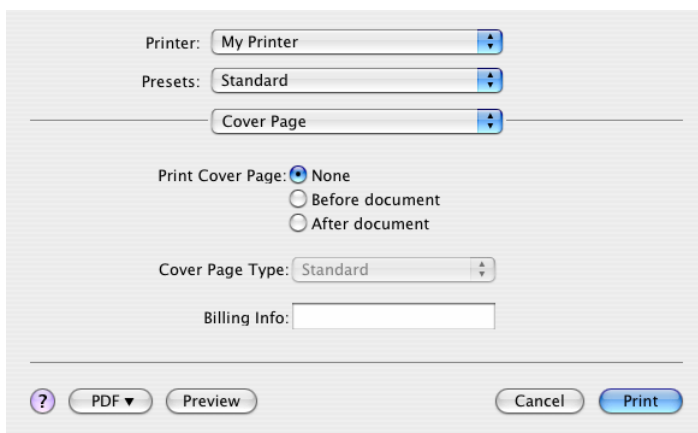 Printer: My Printer
Presets: Standard
Cover Page
Print Cover Page: None
Before document
After document
Cover Page Type: Standard
Billing Info:
? PDF▼ Preview Cancel Print